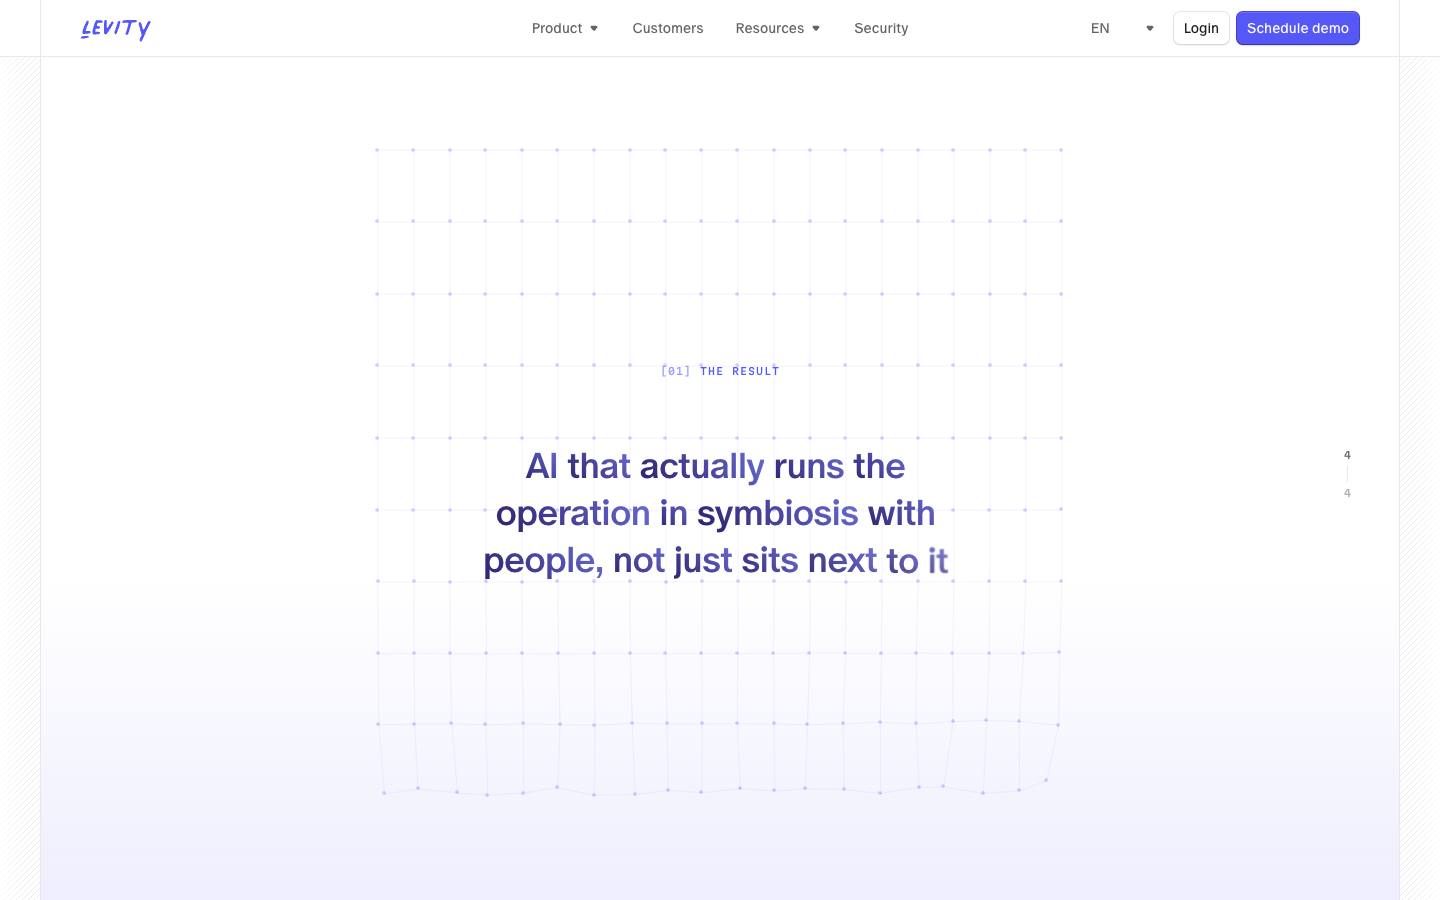 LEVITY
Product
Customers
Resources
Security
EN
Login
Schedule demo
[01] THE RESULT
AI that actually runs the
operation in symbiosis with
people, not just sits next to it
4
4